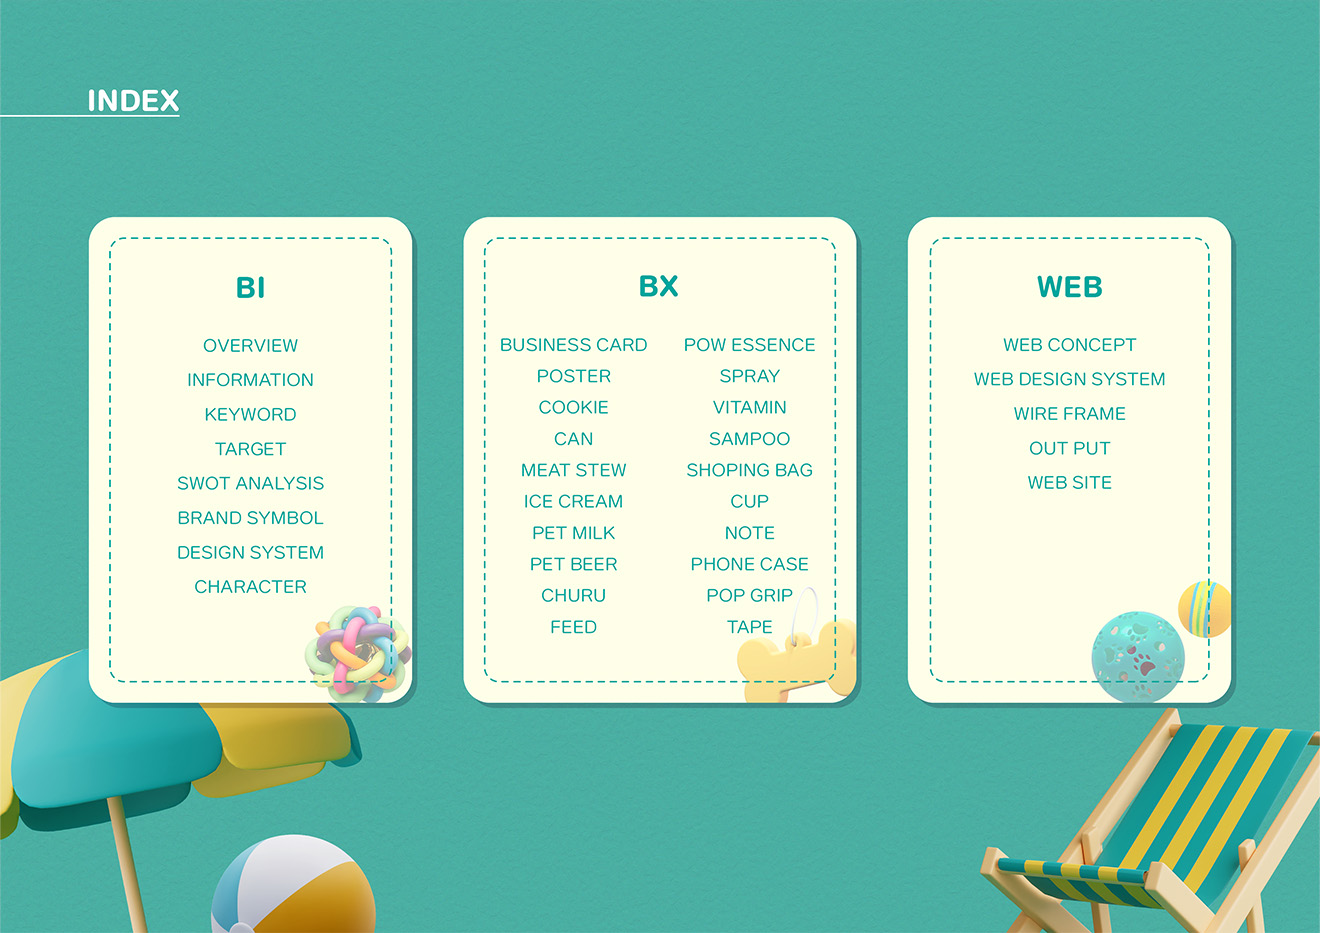 INDEX
BI
OVERVIEW
INFORMATION
KEYWORD
TARGET
SWOT ANALYSIS
BRAND SYMBOL
DESIGN SYSTEM
CHARACTER
BX
BUSINESS CARD
POSTER
COOKIE
CAN
MEAT STEW
ICE CREAM
PET MILK
PET BEER
CHURU
FEED
POW ESSENCE
SPRAY
VITAMIN
SAMPOO
SHOPING BAG
CUP
NOTE
PHONE CASE
POP GRIP
TAPE
WEB
WEB CONCEPT
WEB DESIGN SYSTEM
WIRE FRAME
OUT PUT
WEB SITE